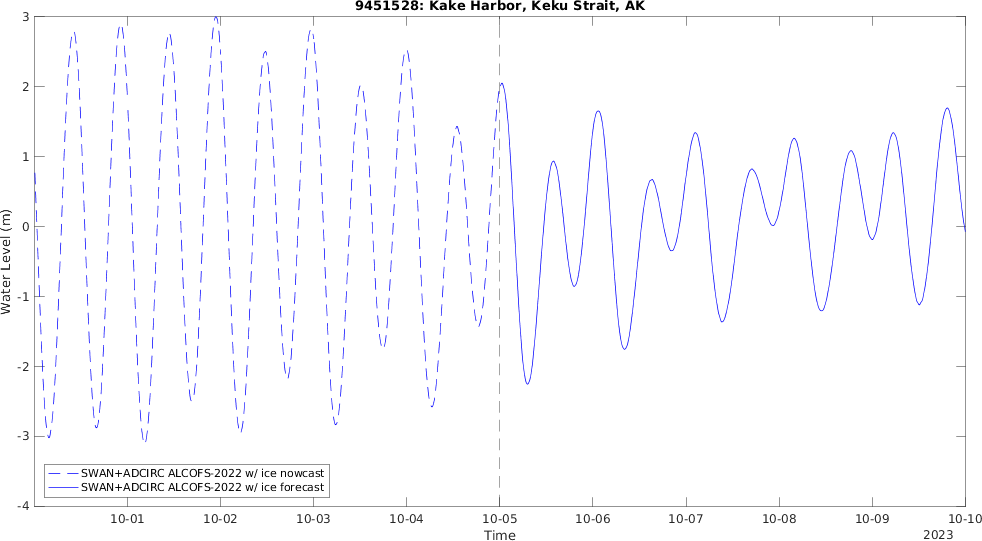 9451528: Kake Harbor, Keku Strait, AK
3
2
1
0
-1
-2
-3
-4
Water Level (m)
SWAN+ADCIRC ALCOFS-2022 w/ ice nowcast
SWAN+ADCIRC ALCOFS-2022 w/ ice forecast
10-01 10-02 10-03 10-04 10-05 10-06 10-07 10-08 10-09 10-10
Time
2023